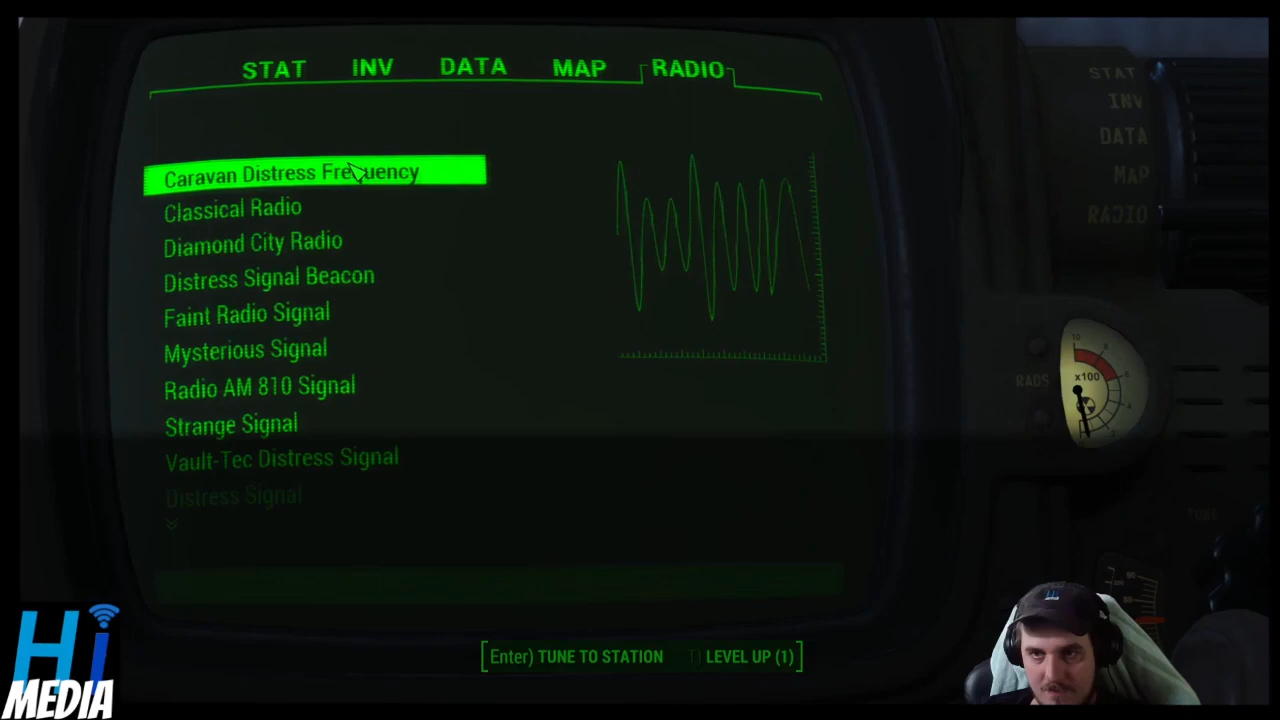 STAT INV DATA MAP RADIO
Caravan Distress Frequency
Classical Radio
Diamond City Radio
Distress Signal Beacon
Faint Radio Signal
Mysterious Signal
Radio AM 810 Signal
Strange Signal
Vault-Tec Distress Signal
Distress Signal
[Enter) TUNE TO STATION T) LEVEL UP (1)]
STAT
INV
DATA
MAP
RADIO
RADS
x100
TUNE
Hi
MEDIA